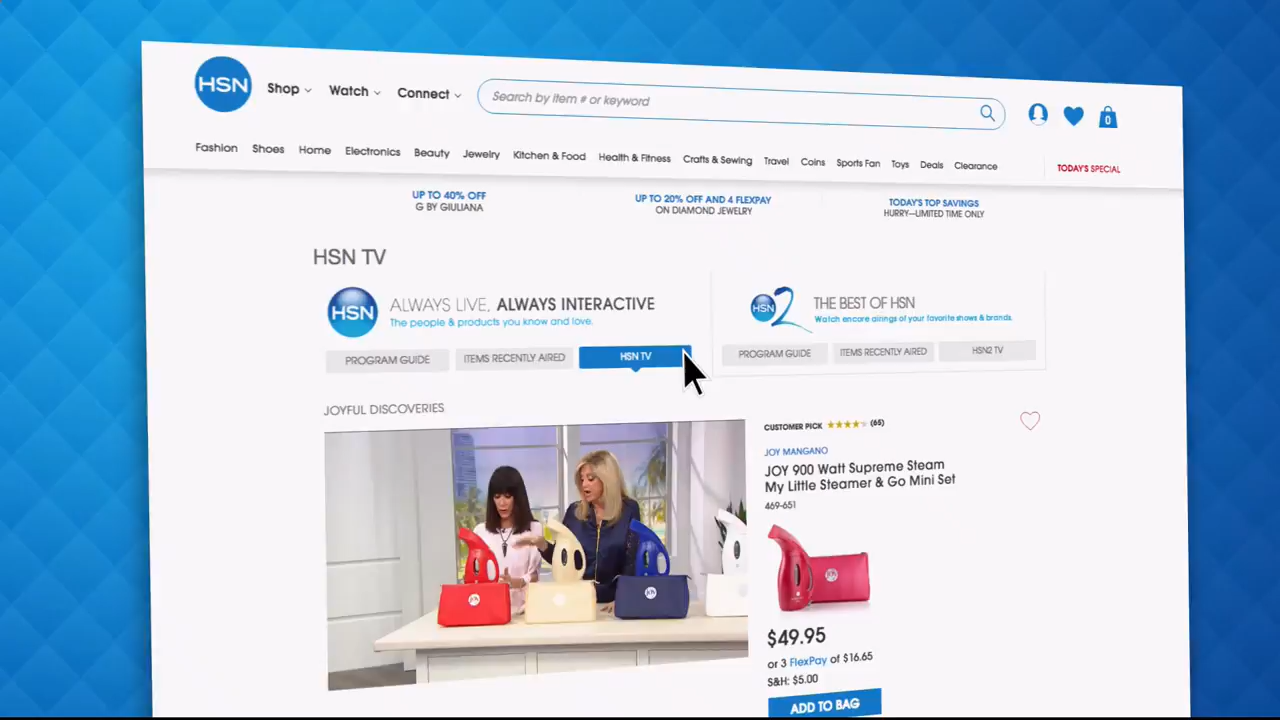 HSN
Shop
Watch
Connect
Search by item # or keyword
0
Fashion
Shoes
Home
Electronics
Beauty
Jewelry
Kitchen & Food
Health & Fitness
Crafts & Sewing
Travel
Coins
Sports Fan
Toys
Deals
Clearance
TODAY'S SPECIAL
UP TO 40% OFF
G BY GIULIANA
UP TO 20% OFF AND 4 FLEXPAY
ON DIAMOND JEWELRY
TODAY'S TOP SAVINGS
HURRY—LIMITED TIME ONLY
HSN TV
HSN
ALWAYS LIVE, ALWAYS INTERACTIVE
The people & products you know and love.
PROGRAM GUIDE
ITEMS RECENTLY AIRED
HSN TV
HSN2
THE BEST OF HSN
Watch encore airings of your favorite shows & brands.
PROGRAM GUIDE
ITEMS RECENTLY AIRED
HSN2 TV
JOYFUL DISCOVERIES
CUSTOMER PICK
(65)
JOY MANGANO
JOY 900 Watt Supreme Steam
My Little Steamer & Go Mini Set
469-651
$49.95
or 3 FlexPay of $16.65
S&H: $5.00
ADD TO BAG